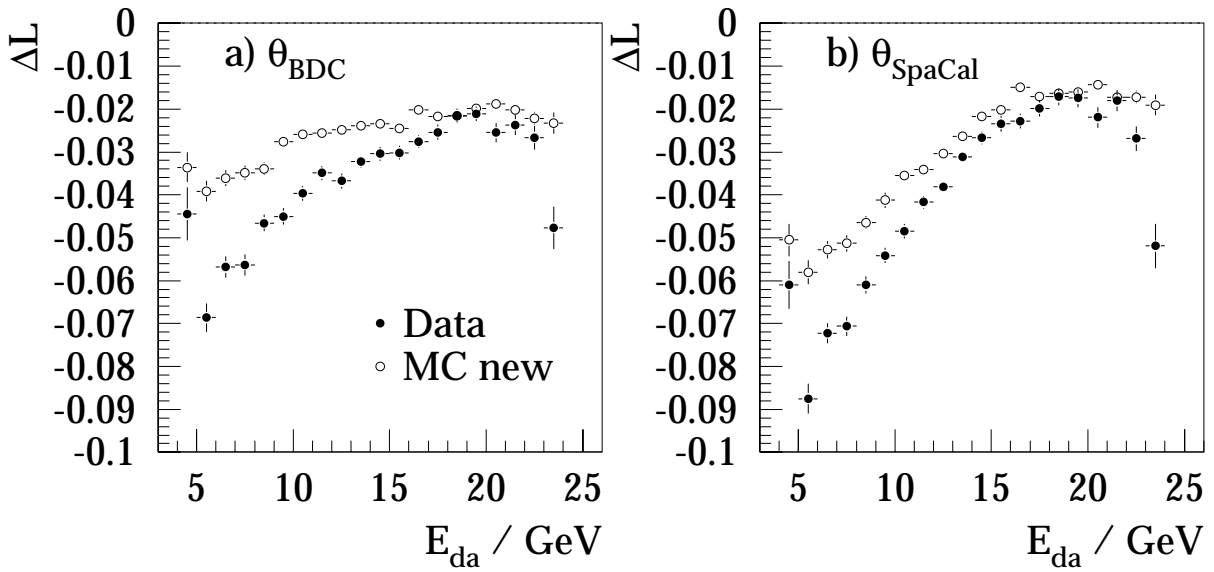 ΔL
0
-0.01
-0.02
-0.03
-0.04
-0.05
-0.06
-0.07
-0.08
-0.09
-0.1
a) θBDC
Data
MC new
5 10 15 20 25
Eda / GeV
ΔL
0
-0.01
-0.02
-0.03
-0.04
-0.05
-0.06
-0.07
-0.08
-0.09
-0.1
b) θSpaCal
5 10 15 20 25
Eda / GeV